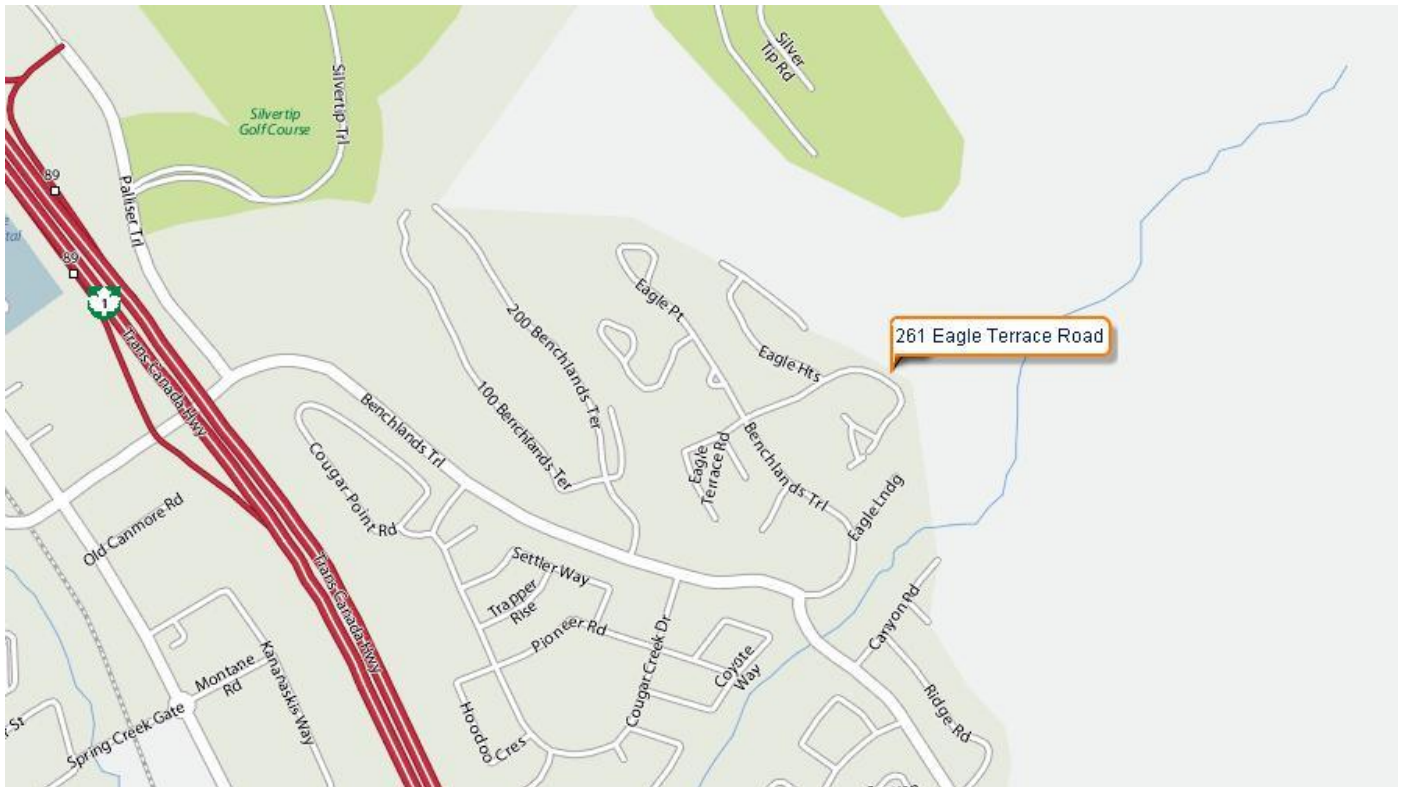 Silver
Tip Rd
Silvertip Trl
Silvertip
Golf Course
89
Palliser Trl
tal
89
1
Eagle Pt
200 Benchlands Ter
261 Eagle Terrace Road
Trans Canada Hwy
Eagle Hts
100 Benchlands Ter
Benchlands Trl
Cougar Point Rd
Eagle
Terrace Rd
Benchlands Trl
Eagle Lndg
Old Canmore Rd
Trans Canada Hwy
Settler Way
Trapper
Rise
Pioneer Rd
Canyon Rd
Cougar Creek Dr
Coyote
Way
Kananaskis Way
Montane
Rd
Ridge Rd
Hoodoo Cres
St
Spring Creek Gate